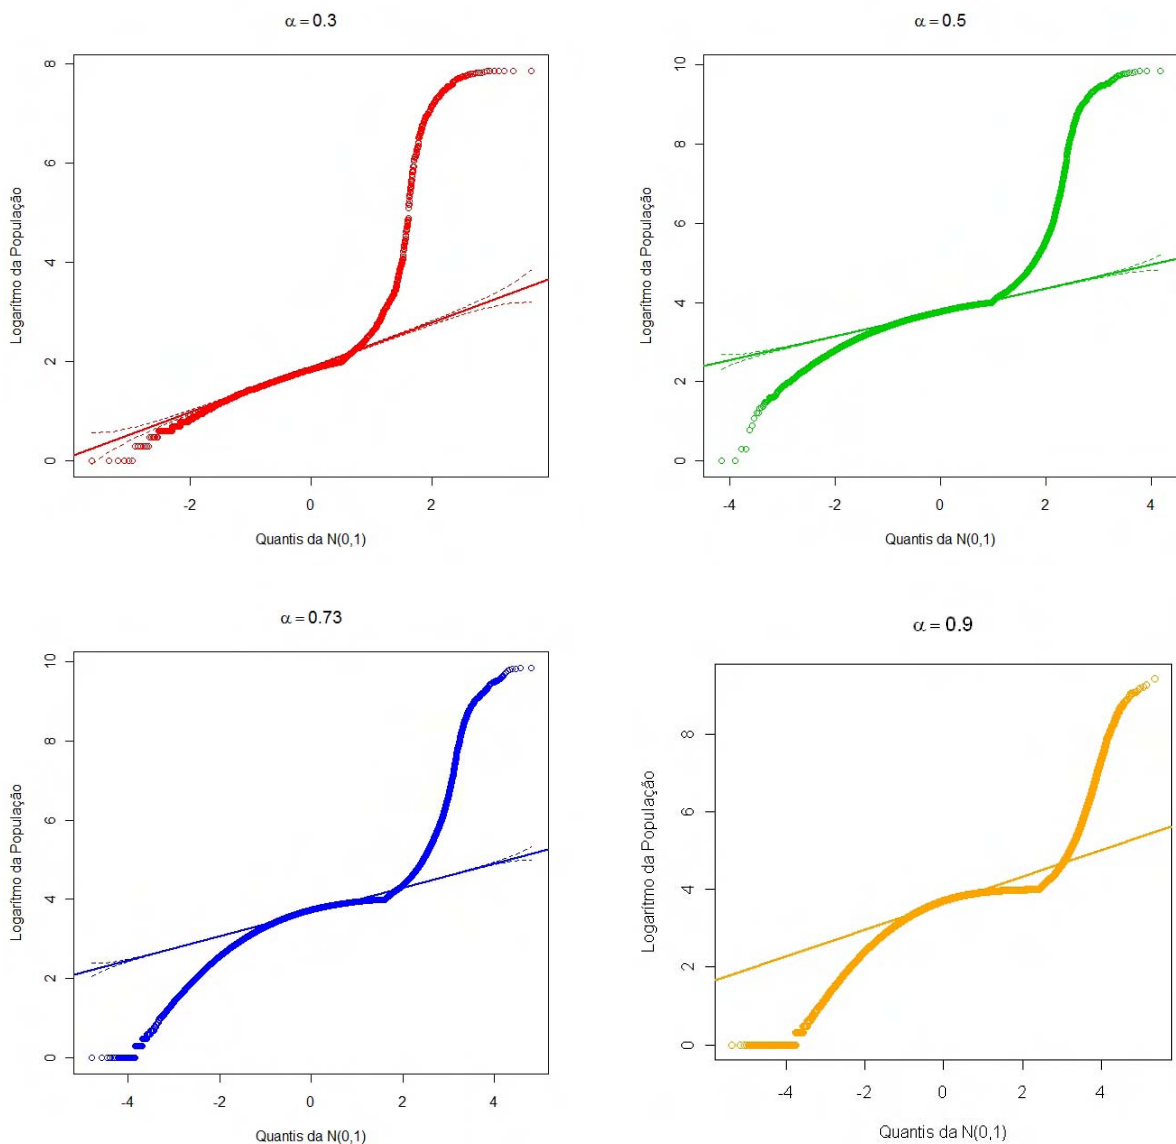 α = 0.3
8
6
4
2
0
Logarítmo da População
-2 0 2
Quantis da N(0,1)
α = 0.5
10
8
6
4
2
0
Logarítmo da População
-4 -2 0 2 4
Quantis da N(0,1)
α = 0.73
10
8
6
4
2
0
Logarítmo da População
-4 -2 0 2 4
Quantis da N(0,1)
α = 0.9
8
6
4
2
0
Logarítmo da População
-4 -2 0 2 4
Quantis da N(0,1)